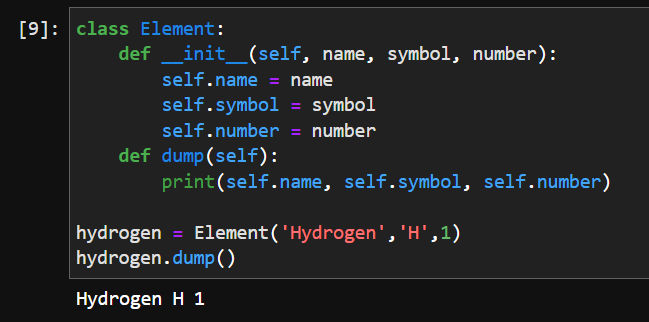 [9]: class Element:
    def __init__(self, name, symbol, number):
        self.name = name
        self.symbol = symbol
        self.number = number
    def dump(self):
        print(self.name, self.symbol, self.number)

hydrogen = Element('Hydrogen','H',1)
hydrogen.dump()
Hydrogen H 1